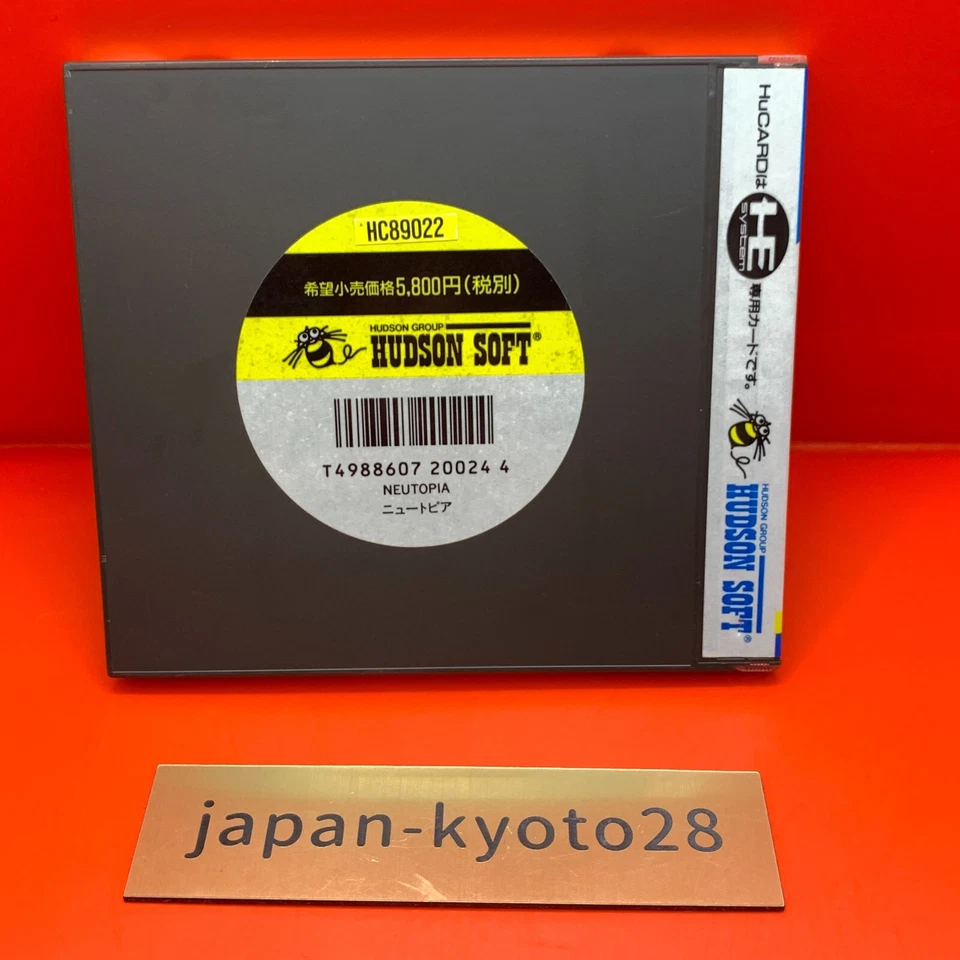 HC89022
希望小売価格5,800円(税別)
HUDSON GROUP
HUDSON SOFT®
T4988607 20024 4
NEUTOPIA
ニュートピア
HuCARDは
HE
system
専用カードです。
HUDSON GROUP
HUDSON SOFT®
japan-kyoto28